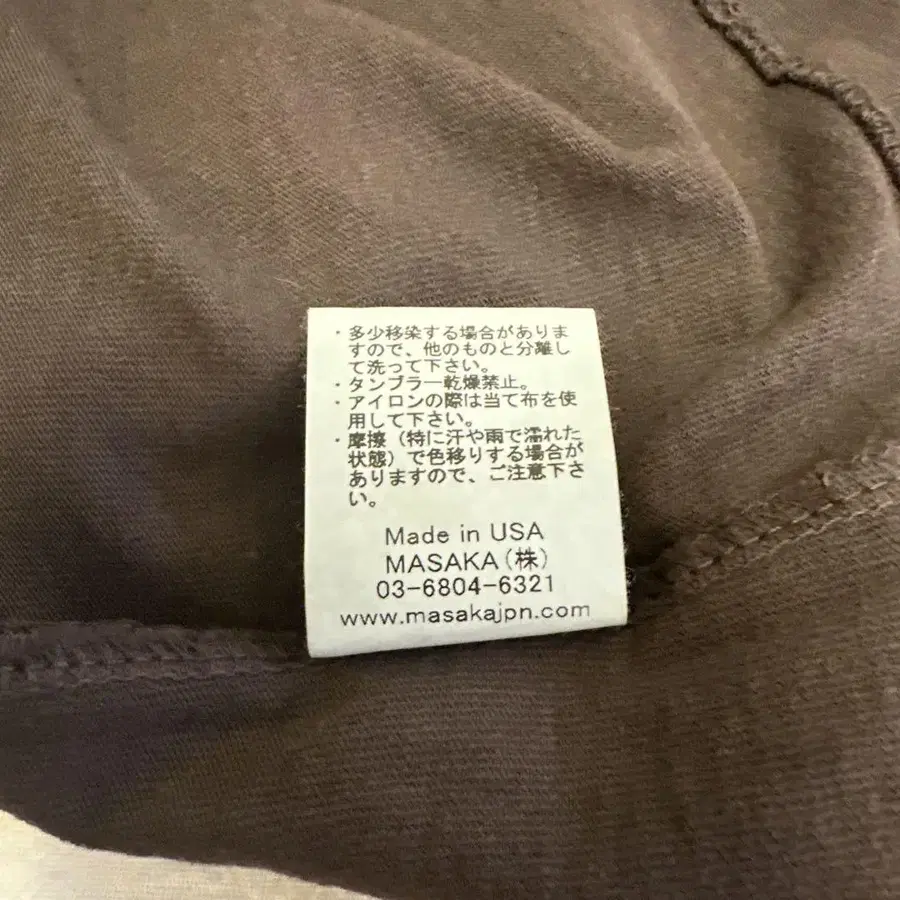 ・多少移染する場合がありま
すので、他のものと分離し
て洗って下さい。
・タンブラー乾燥禁止。
・アイロンの際は当て布を使
用して下さい。
・摩擦（特に汗や雨で濡れた
状態）で色移りする場合が
ありますので、ご注意下さ
い。
Made in USA
MASAKA（株）
03-6804-6321
www.masakajpn.com